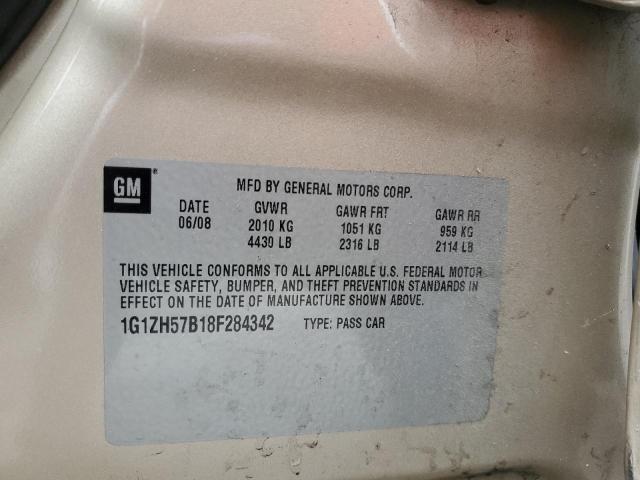 GM
MFD BY GENERAL MOTORS CORP.
DATE GVWR GAWR FRT GAWR RR
06/08 2010 KG 1051 KG 959 KG
4430 LB 2316 LB 2114 LB
THIS VEHICLE CONFORMS TO ALL APPLICABLE U.S. FEDERAL MOTOR
VEHICLE SAFETY, BUMPER, AND THEFT PREVENTION STANDARDS IN
EFFECT ON THE DATE OF MANUFACTURE SHOWN ABOVE.
1G1ZH57B18F284342 TYPE: PASS CAR